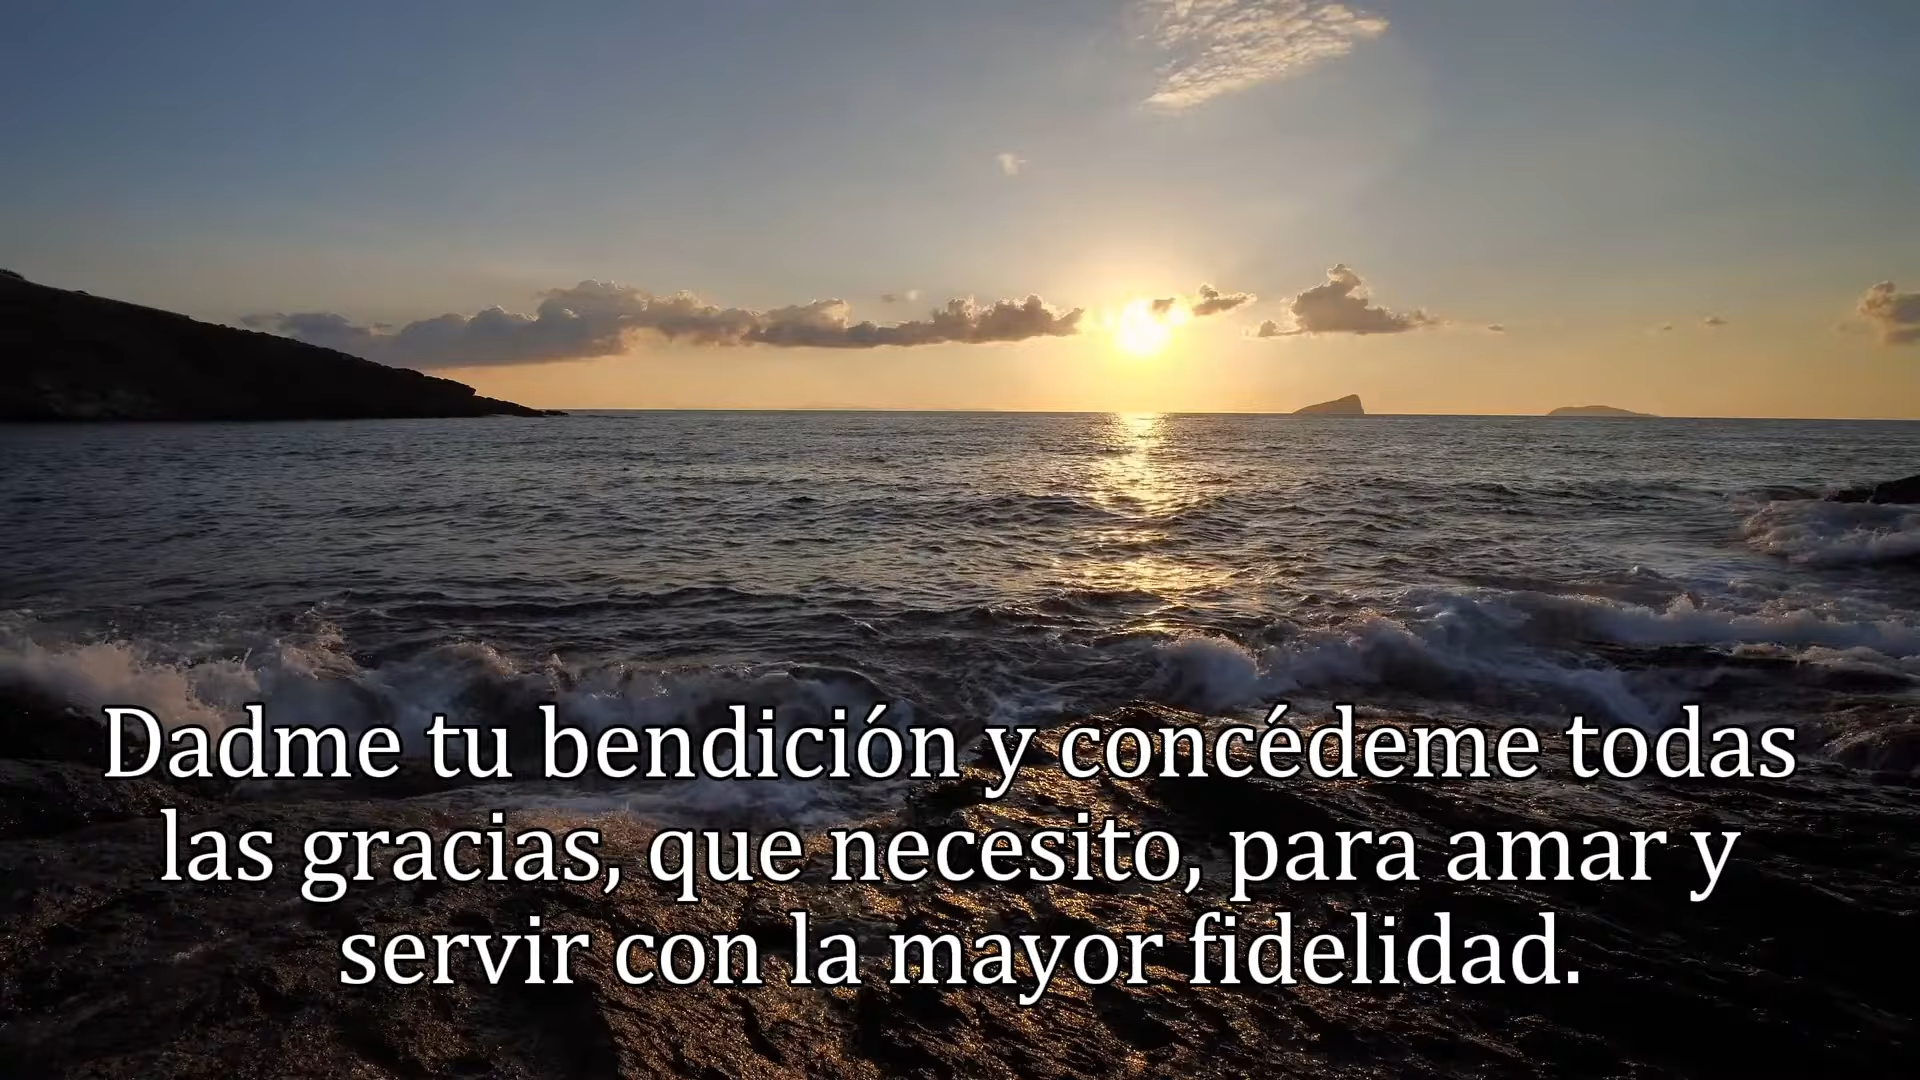 Dadme tu bendición y concédeme todas
las gracias, que necesito, para amar y
servir con la mayor fidelidad.